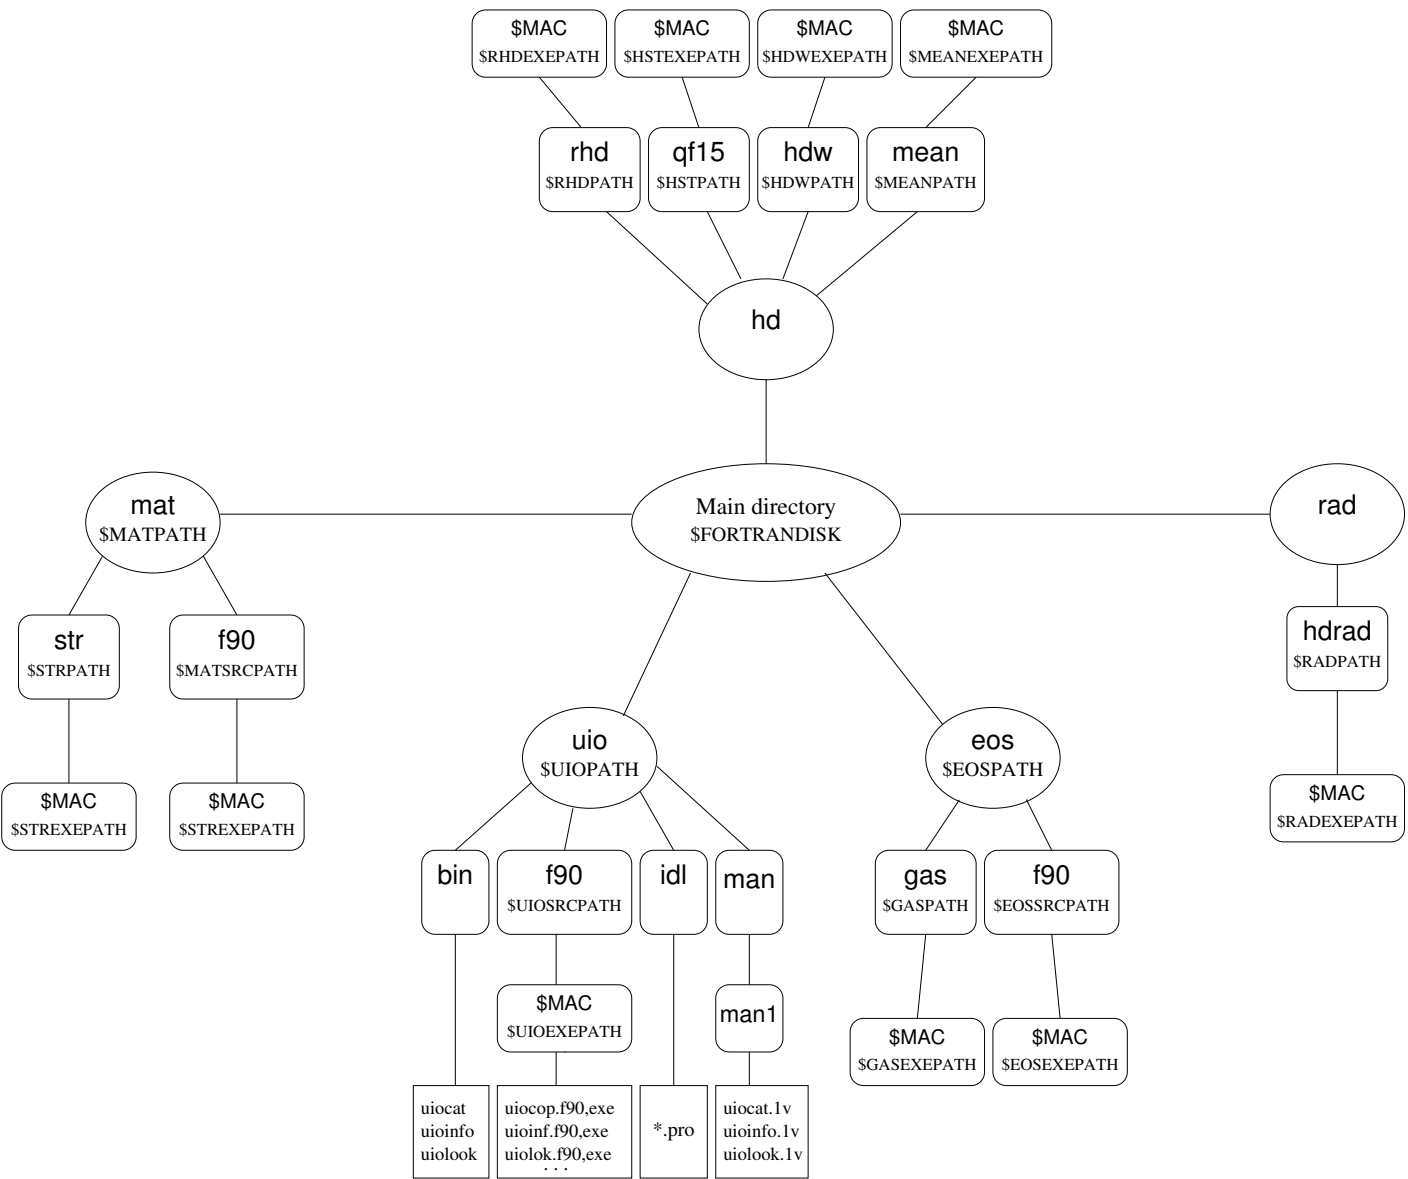 $MAC
$RHDEXEPATH
$MAC
$HSTEXEPATH
$MAC
$HDWEXEPATH
$MAC
$MEANEXEPATH
rhd
$RHDPATH
qf15
$HSTPATH
hdw
$HDWPATH
mean
$MEANPATH
hd
Main directory
$FORTRANDISK
mat
$MATPATH
rad
str
$STRPATH
f90
$MATSRCPATH
hdrad
$RADPATH
$MAC
$STREXEPATH
$MAC
$STREXEPATH
$MAC
$RADEXEPATH
uio
$UIOPATH
eos
$EOSPATH
bin
f90
$UIOSRCPATH
idl
man
gas
$GASPATH
f90
$EOSSRCPATH
$MAC
$UIOEXEPATH
man1
$MAC
$GASEXEPATH
$MAC
$EOSEXEPATH
uiocat
uioinfo
uiolook
uiocop.f90,exe
uioinf.f90,exe
uiolok.f90,exe
. . .
*.pro
uiocat.1v
uioinfo.1v
uiolook.1v